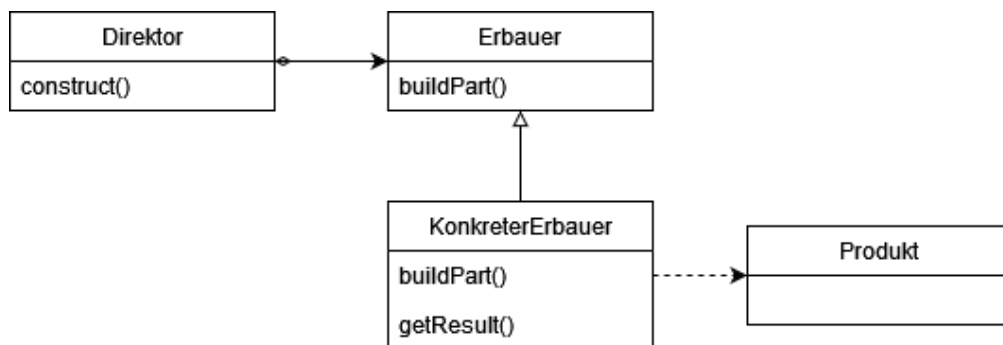 Direktor
construct()
Erbauer
buildPart()
KonkreterErbauer
buildPart()
getResult()
Produkt